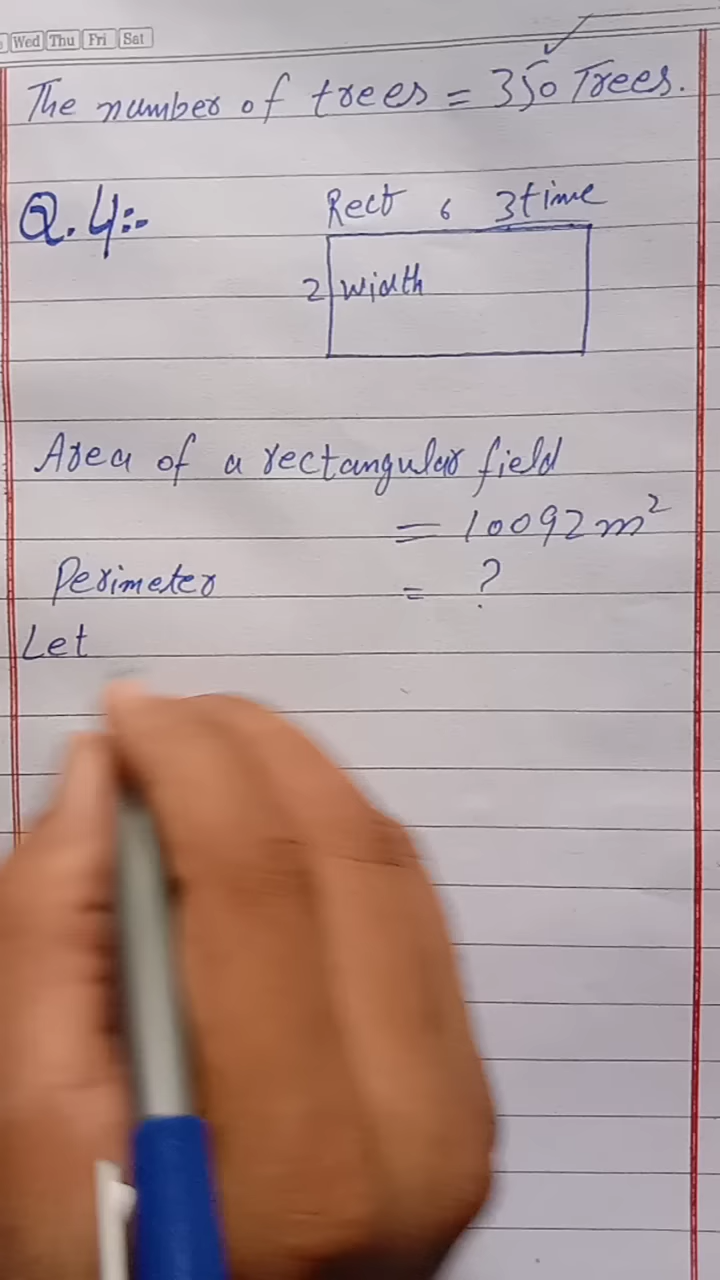 Wed Thu Fri Sat
The number of trees = 350 Trees.
Q.4:-
Rect 6 3time
2 width
Area of a rectangular field
= 10092 m²
Perimeter = ?
Let